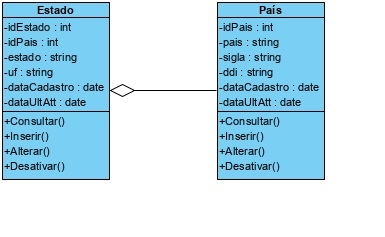 Estado
-idEstado : int
-idPais : int
-estado : string
-uf : string
-dataCadastro : date
-dataUltAtt : date
+Consultar()
+Inserir()
+Alterar()
+Desativar()
País
-idPais : int
-pais : string
-sigla : string
-ddi : string
-dataCadastro : date
-dataUltAtt : date
+Consultar()
+Inserir()
+Alterar()
+Desativar()